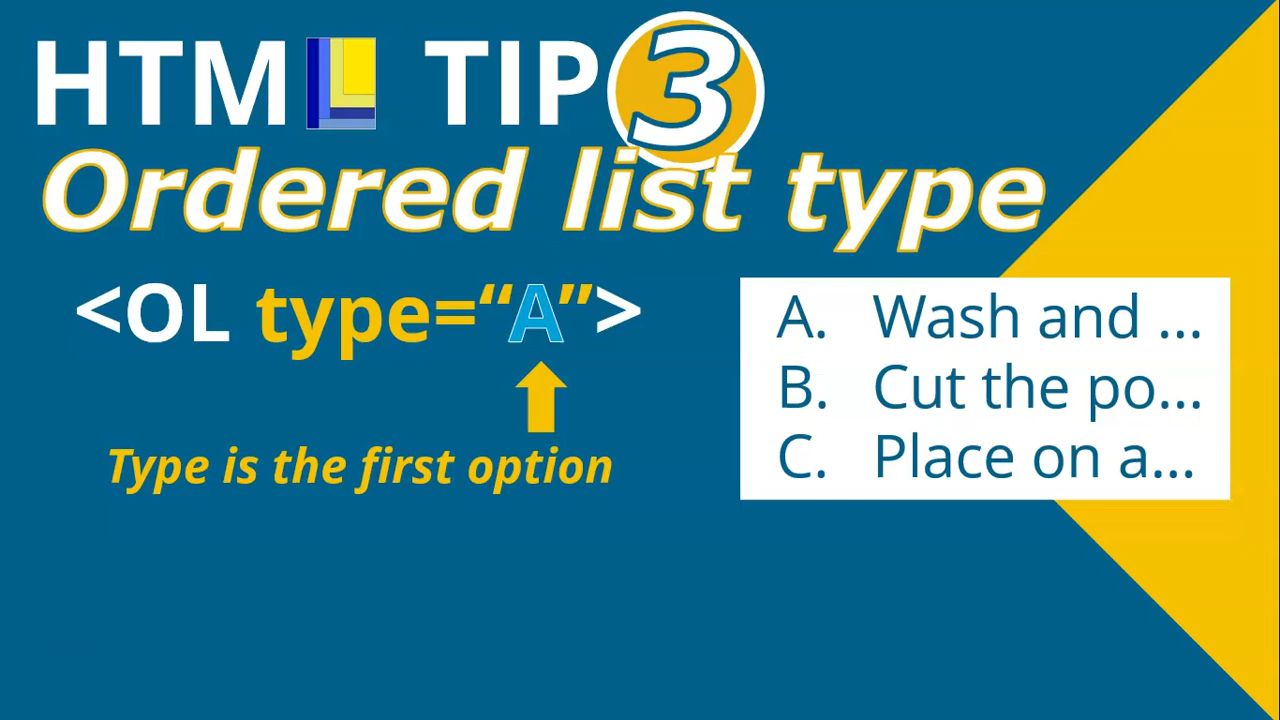 HTML TIP 3
Ordered list type
<OL type=“A”>
Type is the first option
A. Wash and ...
B. Cut the po...
C. Place on a...